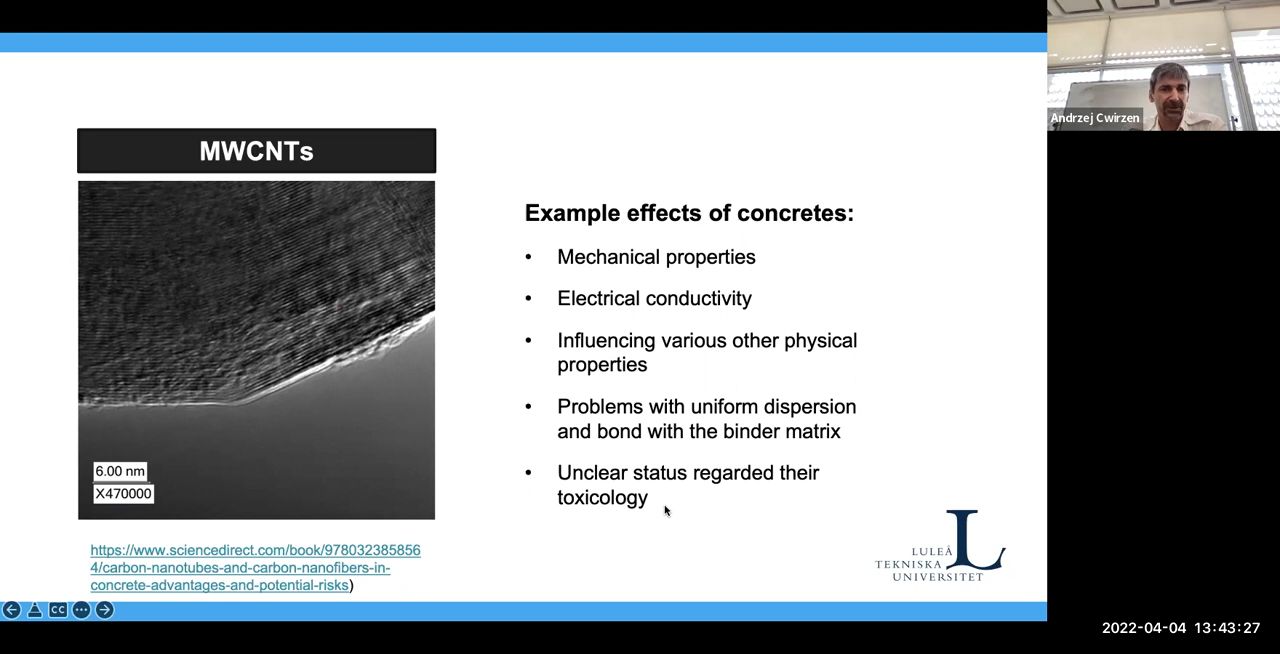 Andrzej Cwirzen
MWCNTs
6.00 nm
X470000
https://www.sciencedirect.com/book/978032385856
4/carbon-nanotubes-and-carbon-nanofibers-in-
concrete-advantages-and-potential-risks)
Example effects of concretes:
• Mechanical properties
• Electrical conductivity
• Influencing various other physical
properties
• Problems with uniform dispersion
and bond with the binder matrix
• Unclear status regarded their
toxicology
LULEÅ
TEKNISKA
UNIVERSITET
L
CC
2022-04-04 13:43:27